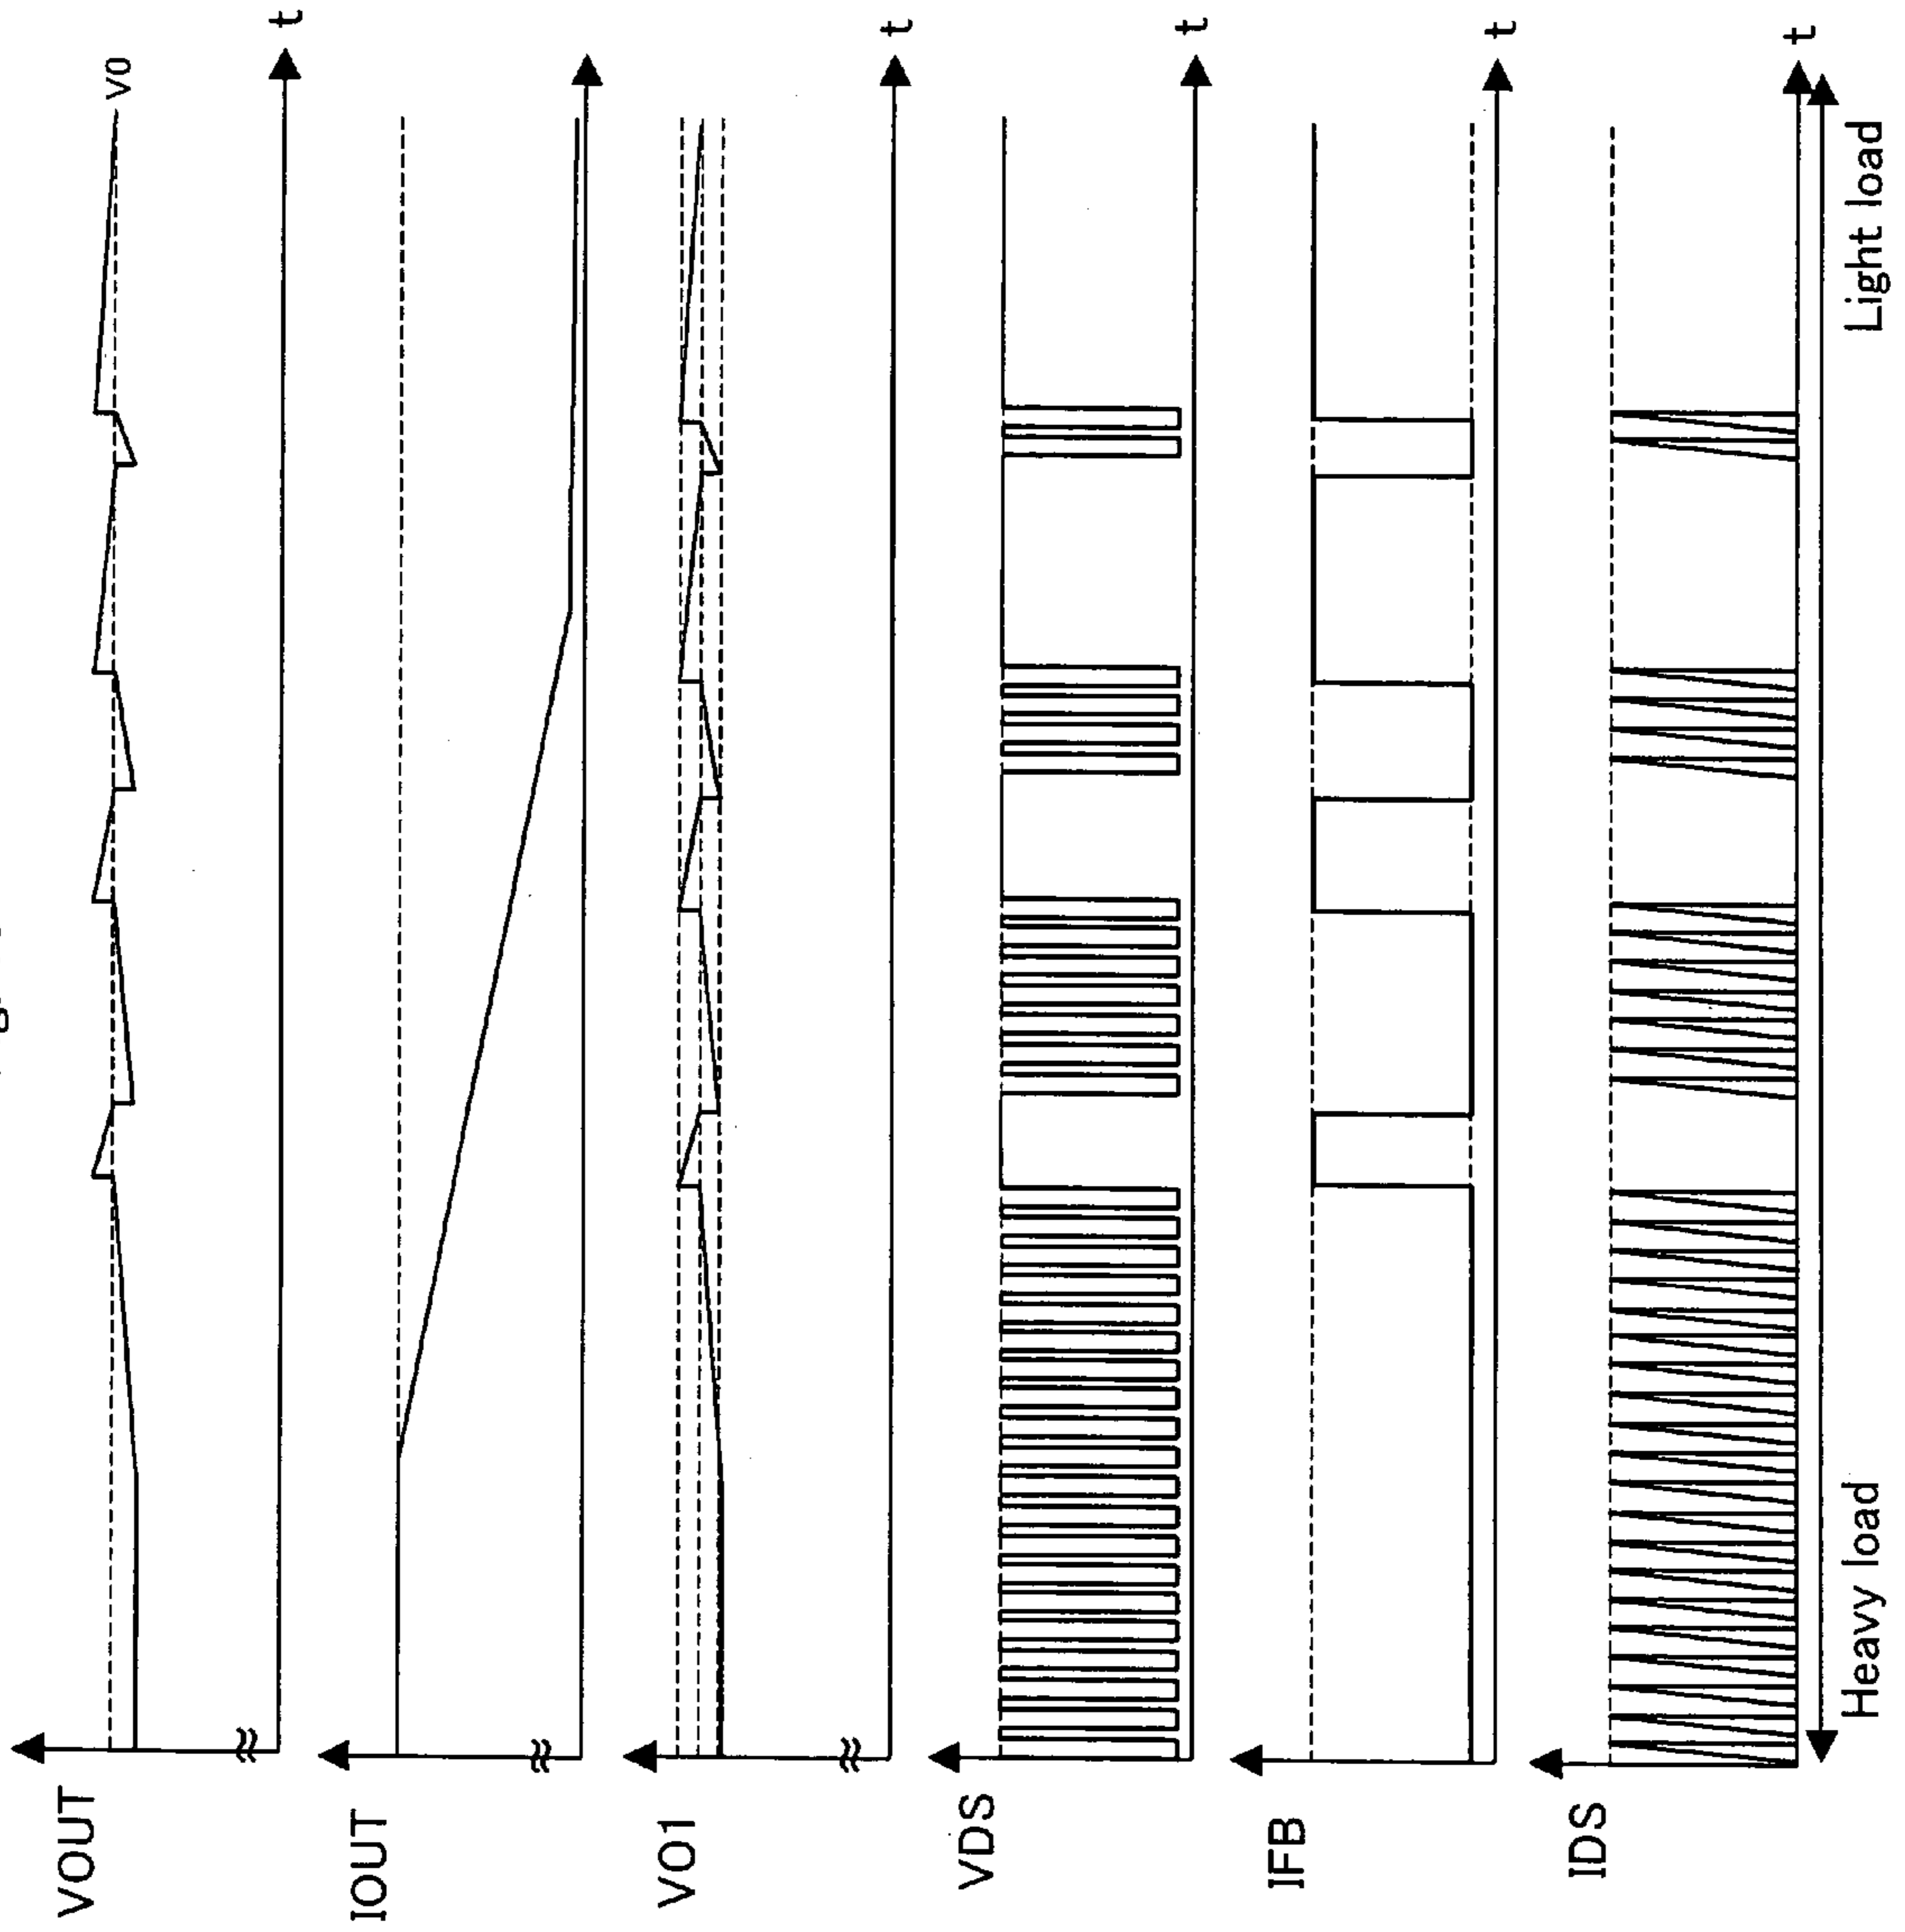 VOUT
V0
t
IOUT
VO1
t
VDS
t
IFB
t
IDS
t
Heavy load
Light load